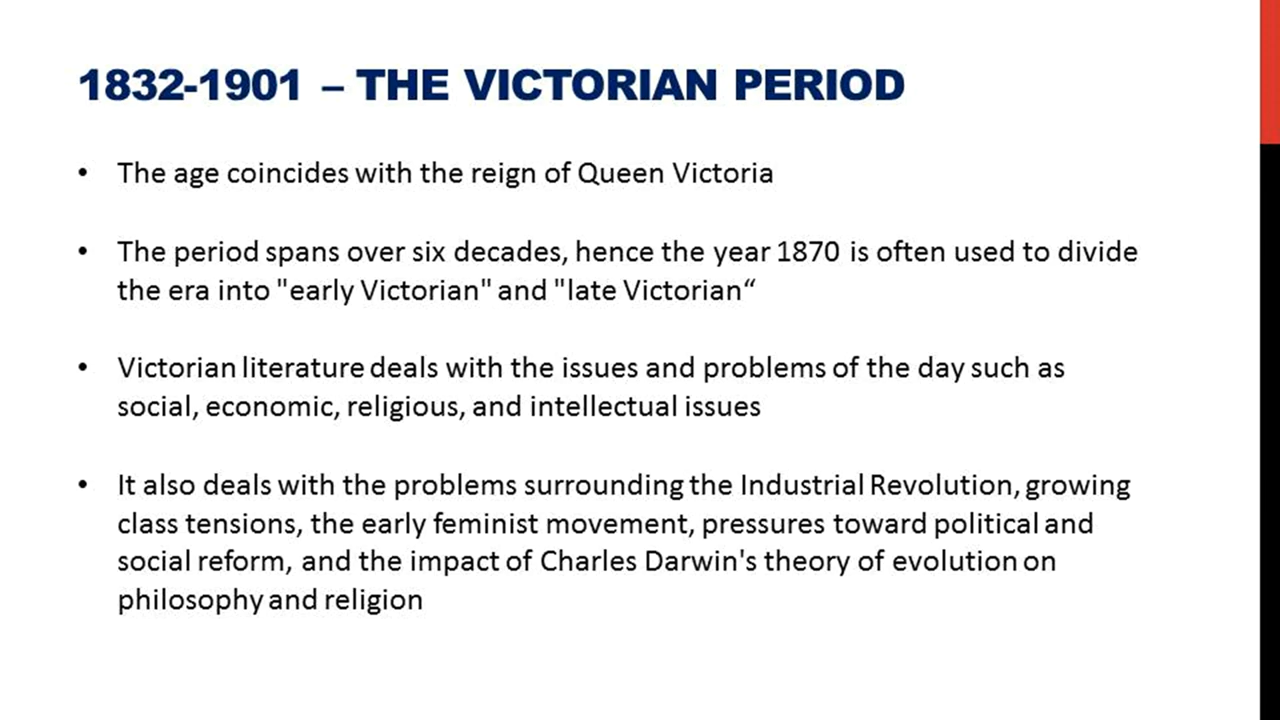 1832-1901 – THE VICTORIAN PERIOD
• The age coincides with the reign of Queen Victoria
• The period spans over six decades, hence the year 1870 is often used to divide
the era into "early Victorian" and "late Victorian“
• Victorian literature deals with the issues and problems of the day such as
social, economic, religious, and intellectual issues
• It also deals with the problems surrounding the Industrial Revolution, growing
class tensions, the early feminist movement, pressures toward political and
social reform, and the impact of Charles Darwin's theory of evolution on
philosophy and religion